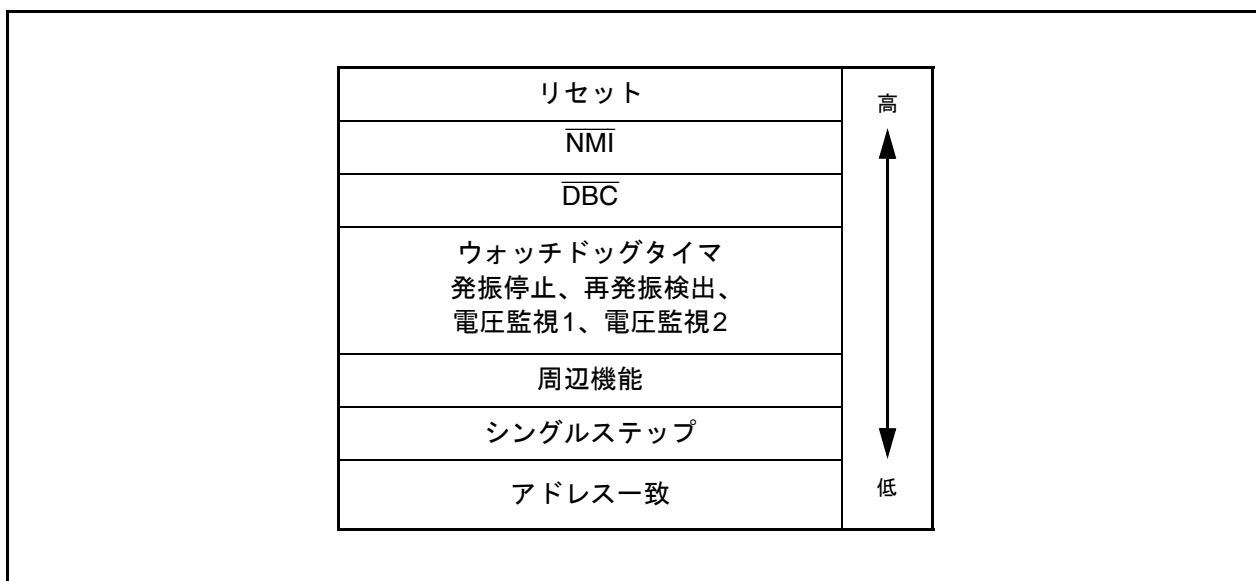 リセット
高
NMI
DBC
ウォッチドッグタイマ
発振停止、再発振検出、
電圧監視1、電圧監視2
周辺機能
シングルステップ
アドレス一致
低